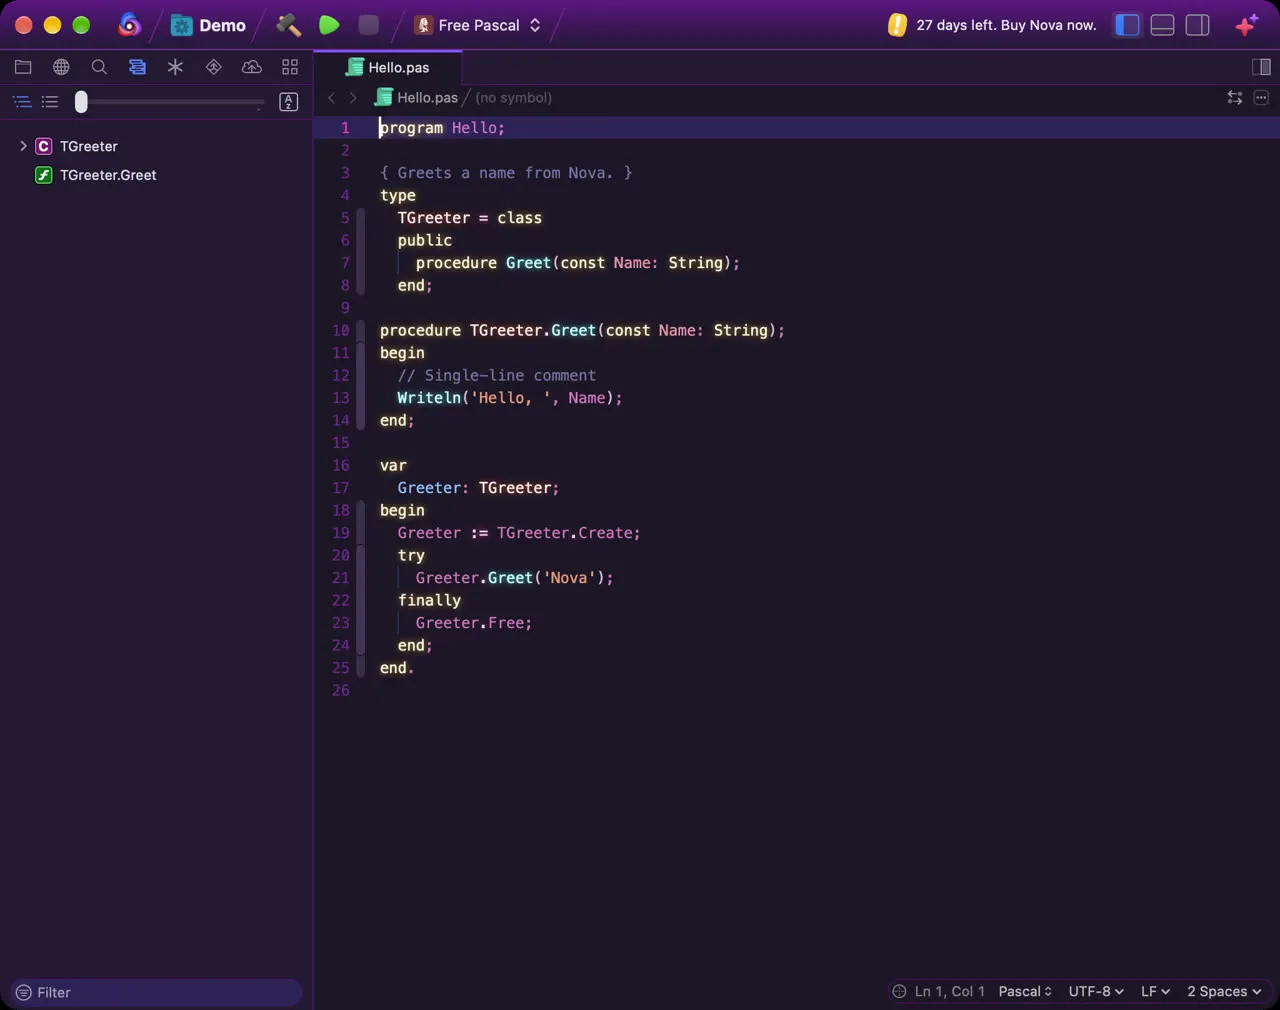 Demo
Free Pascal
27 days left. Buy Nova now.
Hello.pas
Hello.pas
(no symbol)
TGreeter
TGreeter.Greet
1 program Hello;
2
3 { Greets a name from Nova. }
4 type
5 TGreeter = class
6 public
7 procedure Greet(const Name: String);
8 end;
9
10 procedure TGreeter.Greet(const Name: String);
11 begin
12 // Single-line comment
13 Writeln('Hello, ', Name);
14 end;
15
16 var
17 Greeter: TGreeter;
18 begin
19 Greeter := TGreeter.Create;
20 try
21 Greeter.Greet('Nova');
22 finally
23 Greeter.Free;
24 end;
25 end.
26
Filter
Ln 1, Col 1 Pascal UTF-8 LF 2 Spaces